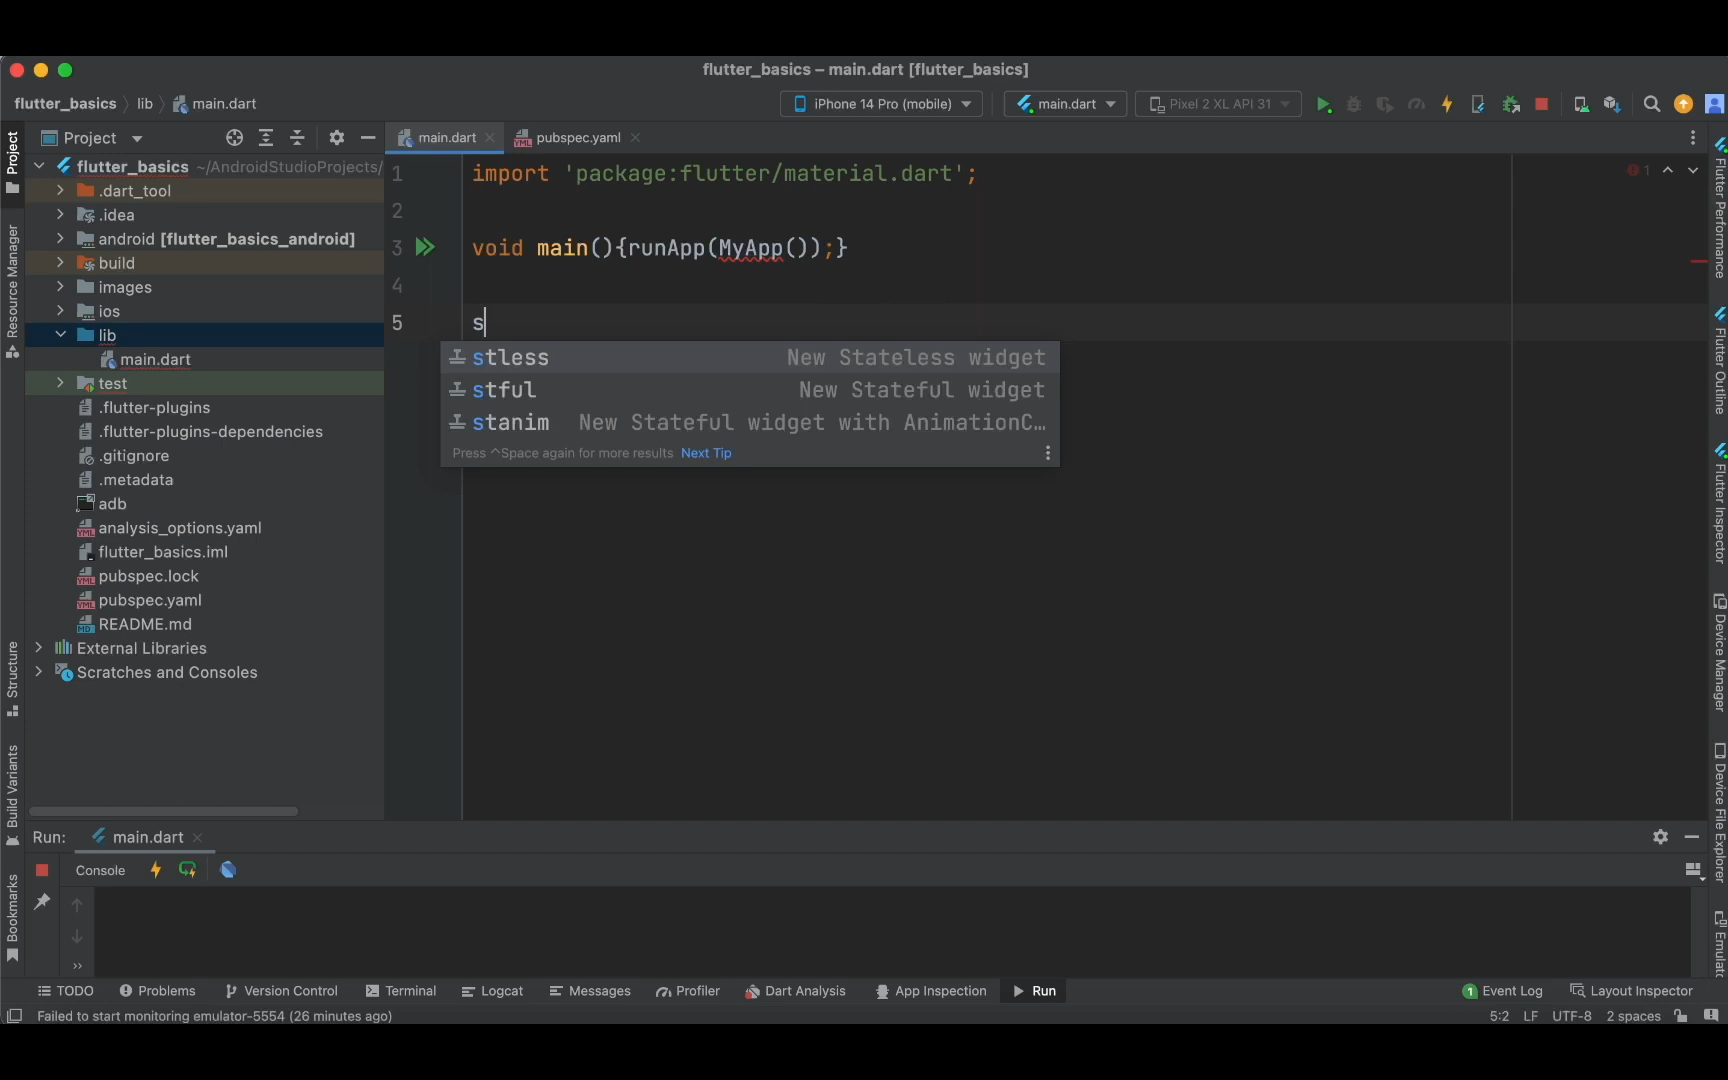 flutter_basics – main.dart [flutter_basics]
flutter_basics lib main.dart
iPhone 14 Pro (mobile)
main.dart
Pixel 2 XL API 31
Project
main.dart
pubspec.yaml
flutter_basics ~/AndroidStudioProjects/
.dart_tool
.idea
android [flutter_basics_android]
build
images
ios
lib
main.dart
test
.flutter-plugins
.flutter-plugins-dependencies
.gitignore
.metadata
adb
analysis_options.yaml
flutter_basics.iml
pubspec.lock
pubspec.yaml
README.md
External Libraries
Scratches and Consoles
1 import 'package:flutter/material.dart';
2
3 void main(){runApp(MyApp());}
4
5 s
1
stless New Stateless widget
stful New Stateful widget
stanim New Stateful widget with AnimationC…
Press ^Space again for more results Next Tip
Project
Resource Manager
Structure
Build Variants
Bookmarks
Flutter Performance
Flutter Outline
Flutter Inspector
Device Manager
Device File Explorer
Emulato
Run: main.dart
Console
TODO Problems Version Control Terminal Logcat Messages Profiler Dart Analysis App Inspection Run
1 Event Log Layout Inspector
Failed to start monitoring emulator-5554 (26 minutes ago)
5:2 LF UTF-8 2 spaces